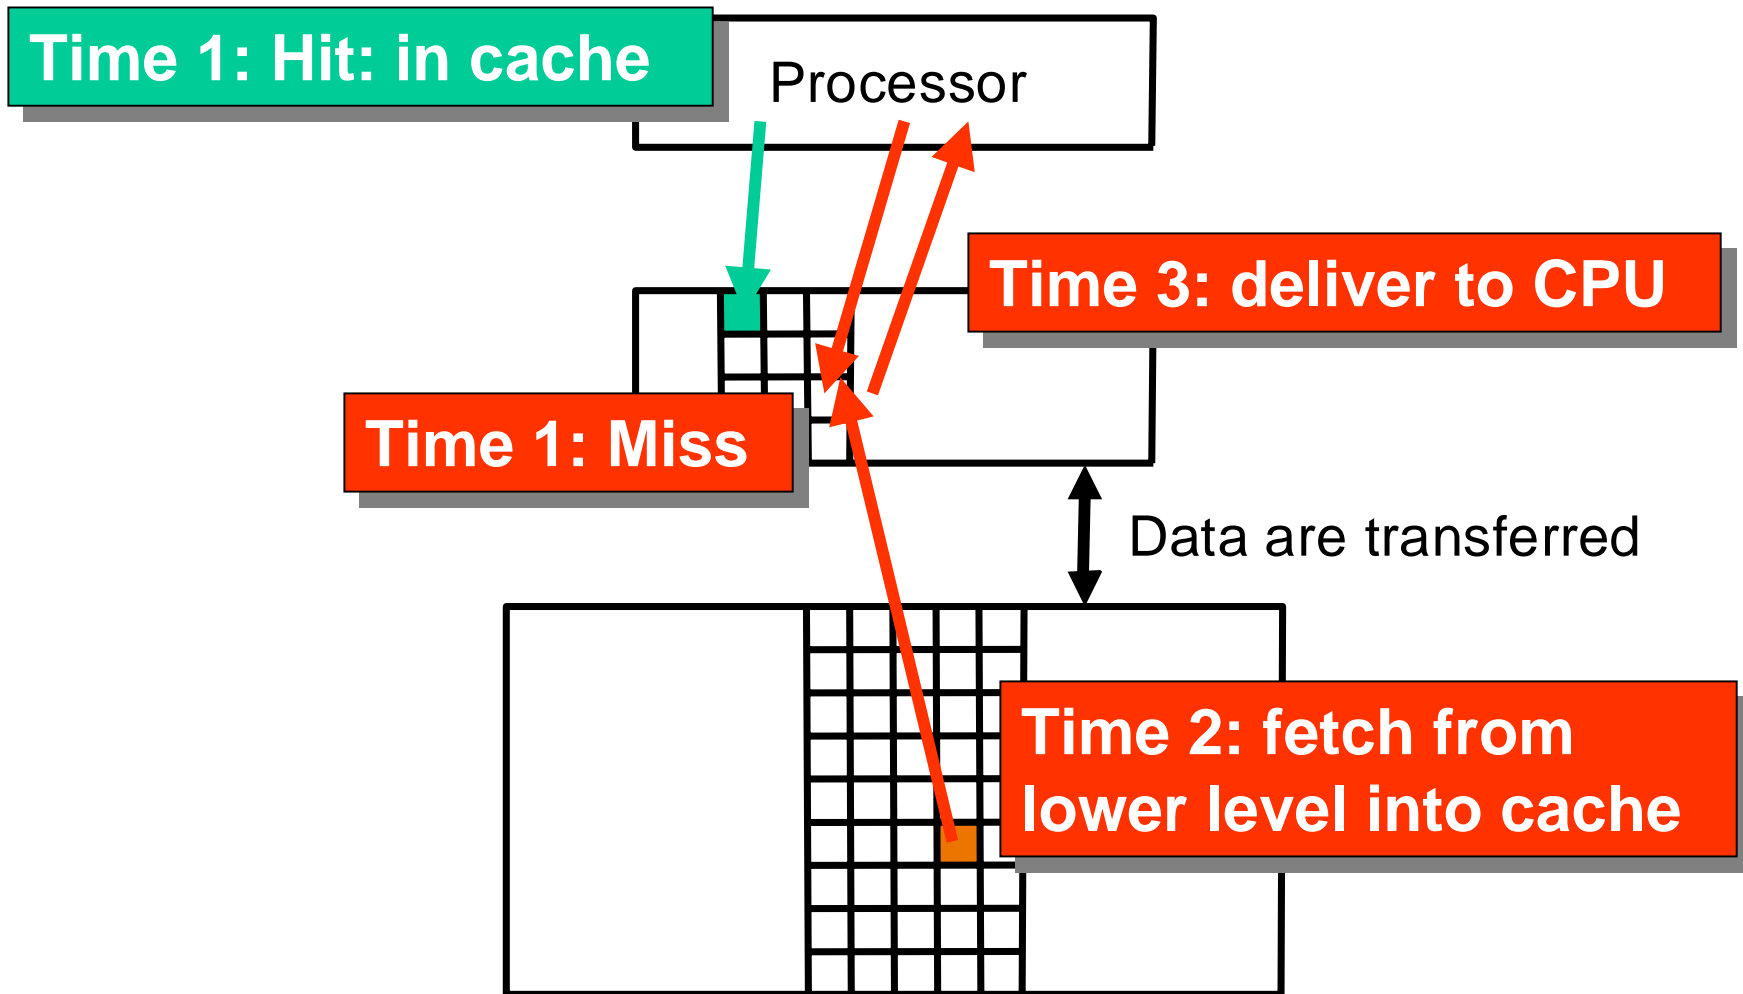 Time 1: Hit: in cache
Processor
Time 3: deliver to CPU
Time 1: Miss
Data are transferred
Time 2: fetch from
lower level into cache